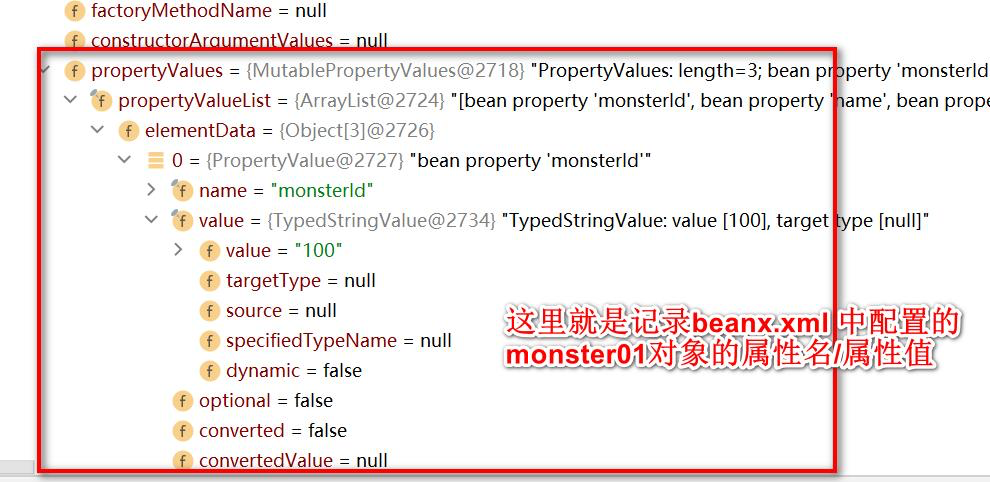 f factoryMethodName = null
f constructorArgumentValues = null
f propertyValues = {MutablePropertyValues@2718} "PropertyValues: length=3; bean property 'monsterId
f propertyValueList = {ArrayList@2724} "[bean property 'monsterId', bean property 'name', bean prope
f elementData = {Object[3]@2726}
0 = {PropertyValue@2727} "bean property 'monsterId'"
f name = "monsterId"
f value = {TypedStringValue@2734} "TypedStringValue: value [100], target type [null]"
f value = "100"
f targetType = null
f source = null
f specifiedTypeName = null
f dynamic = false
f optional = false
f converted = false
f convertedValue = null
这里就是记录beanx.xml 中配置的
monster01对象的属性名/属性值